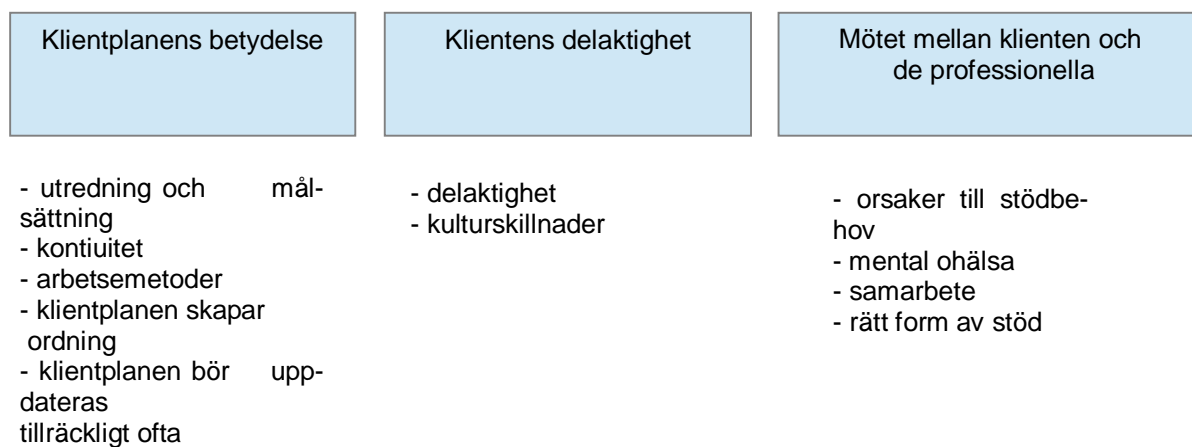 Klientplanens betydelse
- utredning och mål-
sättning
- kontiuitet
- arbetsemetoder
- klientplanen skapar
ordning
- klientplanen bör upp-
dateras
tillräckligt ofta
Klientens delaktighet
- delaktighet
- kulturskillnader
Mötet mellan klienten och
de professionella
- orsaker till stödbe-
hov
- mental ohälsa
- samarbete
- rätt form av stöd